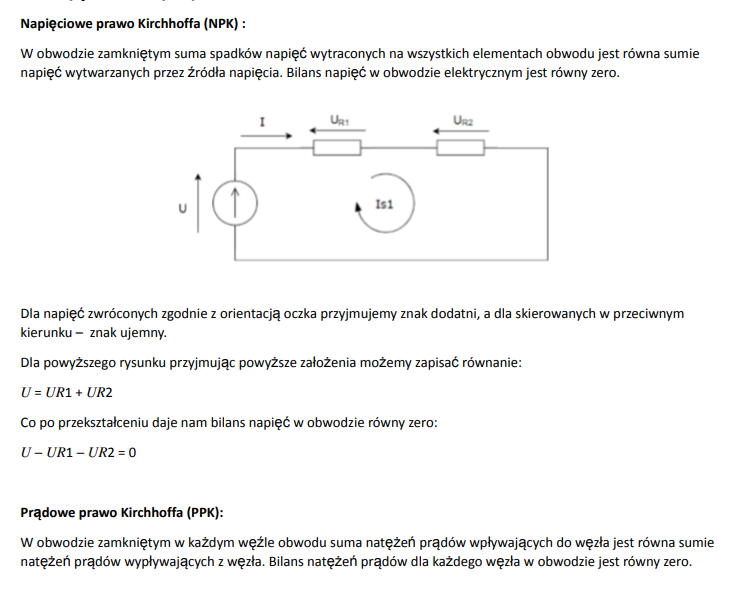 Napięciowe prawo Kirchhoffa (NPK) :
W obwodzie zamkniętym suma spadków napięć wytraconych na wszystkich elementach obwodu jest równa sumie
napięć wytwarzanych przez źródła napięcia. Bilans napięć w obwodzie elektrycznym jest równy zero.
I
UR1
UR2
U
Is1
Dla napięć zwróconych zgodnie z orientacją oczka przyjmujemy znak dodatni, a dla skierowanych w przeciwnym
kierunku – znak ujemny.
Dla powyższego rysunku przyjmując powyższe założenia możemy zapisać równanie:
U = UR1 + UR2
Co po przekształceniu daje nam bilans napięć w obwodzie równy zero:
U – UR1 – UR2 = 0
Prądowe prawo Kirchhoffa (PPK):
W obwodzie zamkniętym w każdym węźle obwodu suma natężeń prądów wpływających do węzła jest równa sumie
natężeń prądów wypływających z węzła. Bilans natężeń prądów dla każdego węzła w obwodzie jest równy zero.